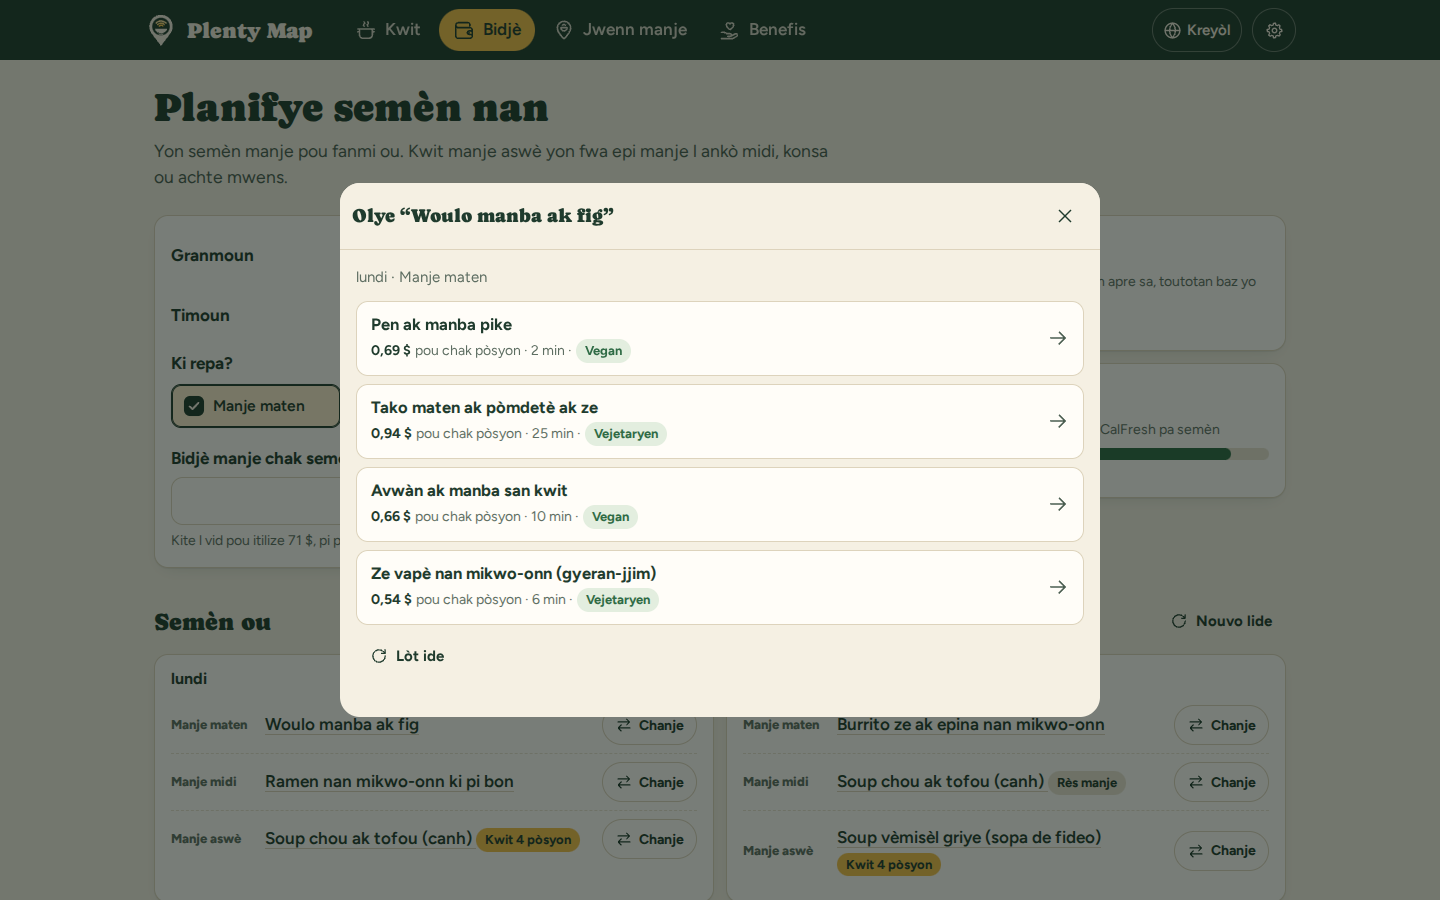 Plenty Map
Kwit
Bidjè
Jwenn manje
Benefis
Kreyòl
Planifye semèn nan
Yon semèn manje pou fanmi ou. Kwit manje aswè yon fwa epi manje l ankò midi, konsa
ou achte mwens.
Granmoun
Timoun
Ki repa?
Manje maten
Bidjè manje chak
Kite l vid pou itilize 71 $, pi
apre sa, toutotan baz yo
CalFresh pa semèn
Olye “Woulo manba ak fig”
lundi · Manje maten
Pen ak manba pike
0,69 $ pou chak pòsyon · 2 min · Vegan
Tako maten ak pòmdetè ak ze
0,94 $ pou chak pòsyon · 25 min · Vejetaryen
Avwàn ak manba san kwit
0,66 $ pou chak pòsyon · 10 min · Vegan
Ze vapè nan mikwo-onn (gyeran-jjim)
0,54 $ pou chak pòsyon · 6 min · Vejetaryen
Lòt ide
Semèn ou
Nouvo lide
lundi
Manje maten Woulo manba ak fig Chanje
Manje midi Ramen nan mikwo-onn ki pi bon Chanje
Manje aswè Soup chou ak tofou (canh) Kwit 4 pòsyon Chanje
Manje maten Burrito ze ak epina nan mikwo-onn Chanje
Manje midi Soup chou ak tofou (canh) Rès manje Chanje
Manje aswè Soup vèmisèl griye (sopa de fideo) Kwit 4 pòsyon Chanje